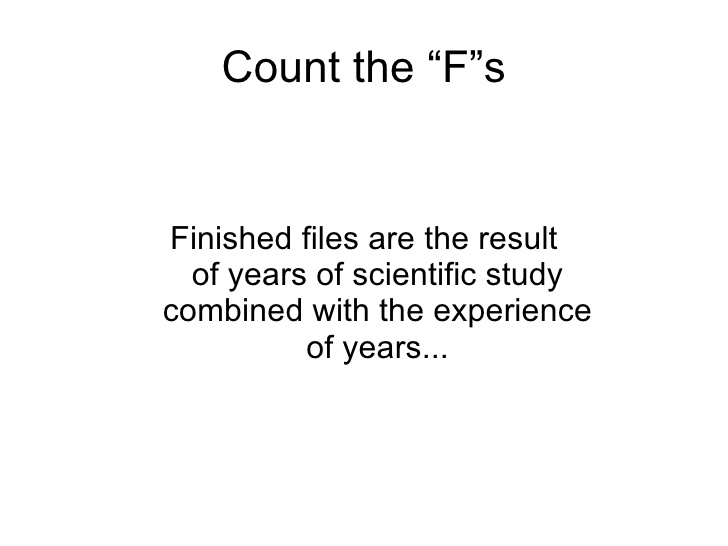 Count the “F”s
Finished files are the result
of years of scientific study
combined with the experience
of years...